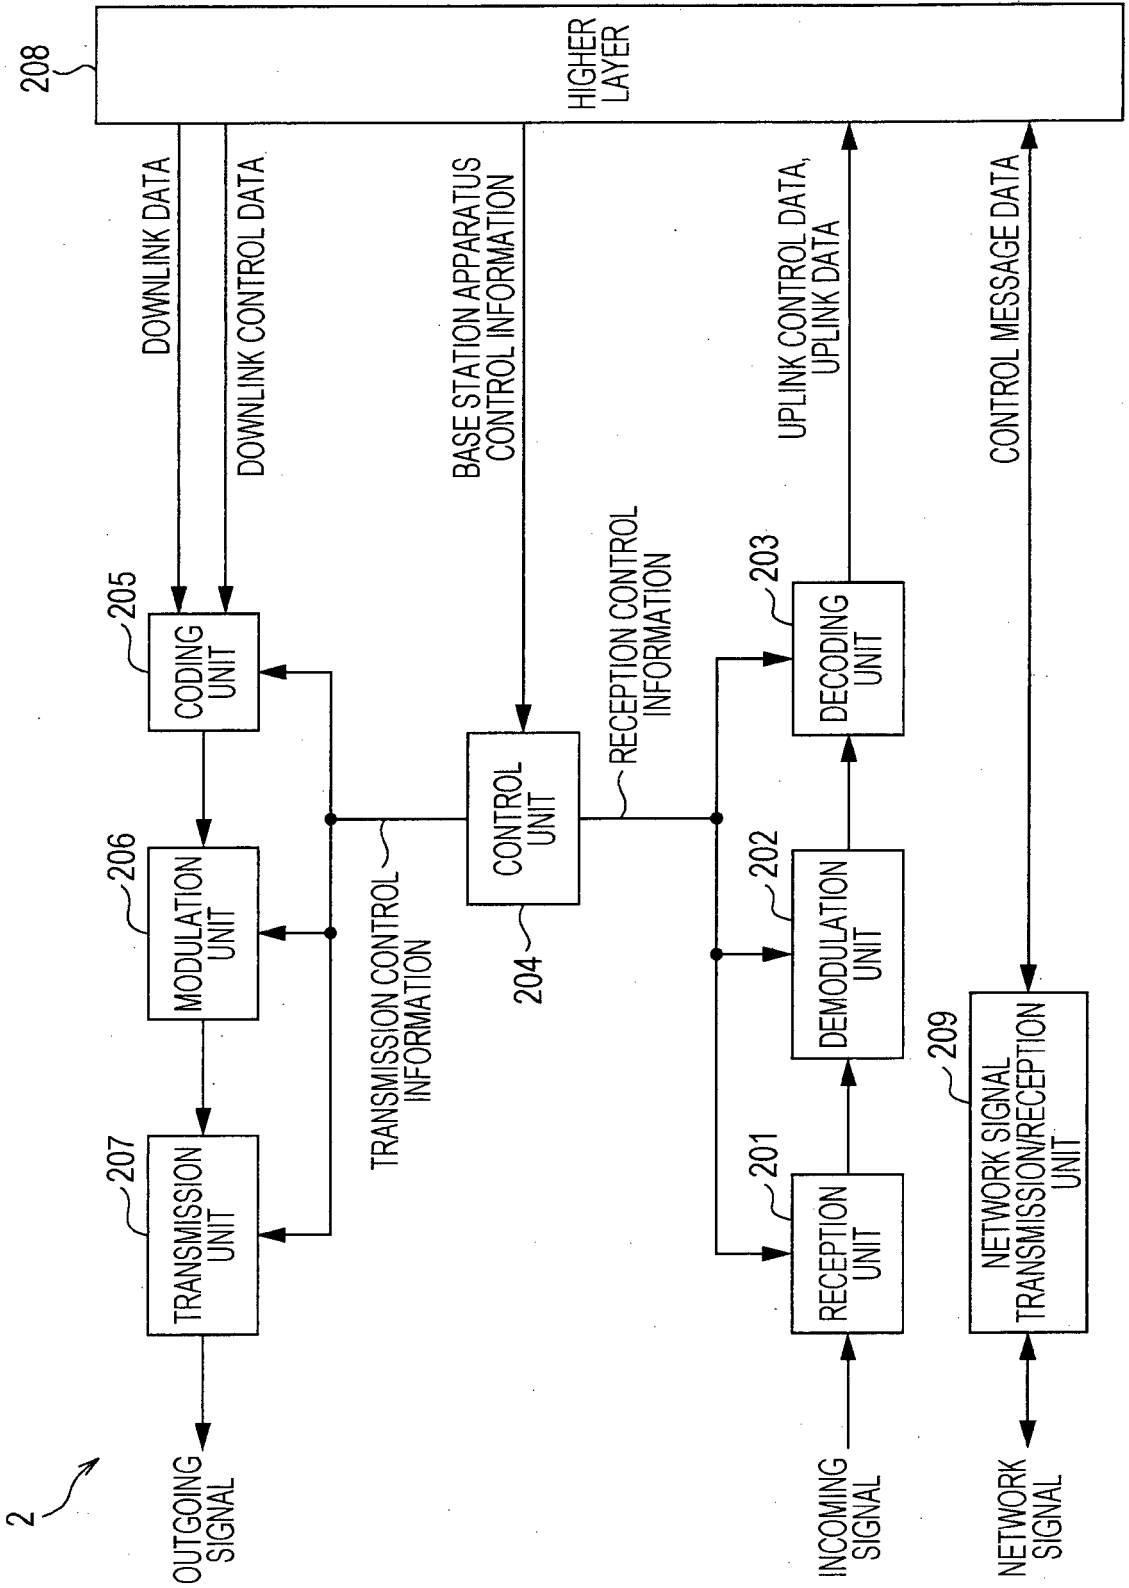 2
208
HIGHER
LAYER
DOWNLINK DATA
DOWNLINK CONTROL DATA
205
CODING
UNIT
206
MODULATION
UNIT
207
TRANSMISSION
UNIT
OUTGOING
SIGNAL
BASE STATION APPARATUS
CONTROL INFORMATION
TRANSMISSION CONTROL
INFORMATION
CONTROL
UNIT
204
RECEPTION CONTROL
INFORMATION
UPLINK CONTROL DATA,
UPLINK DATA
203
DECODING
UNIT
202
DEMODULATION
UNIT
201
RECEPTION
UNIT
INCOMING
SIGNAL
CONTROL MESSAGE DATA
209
NETWORK SIGNAL
TRANSMISSION/RECEPTION
UNIT
NETWORK
SIGNAL